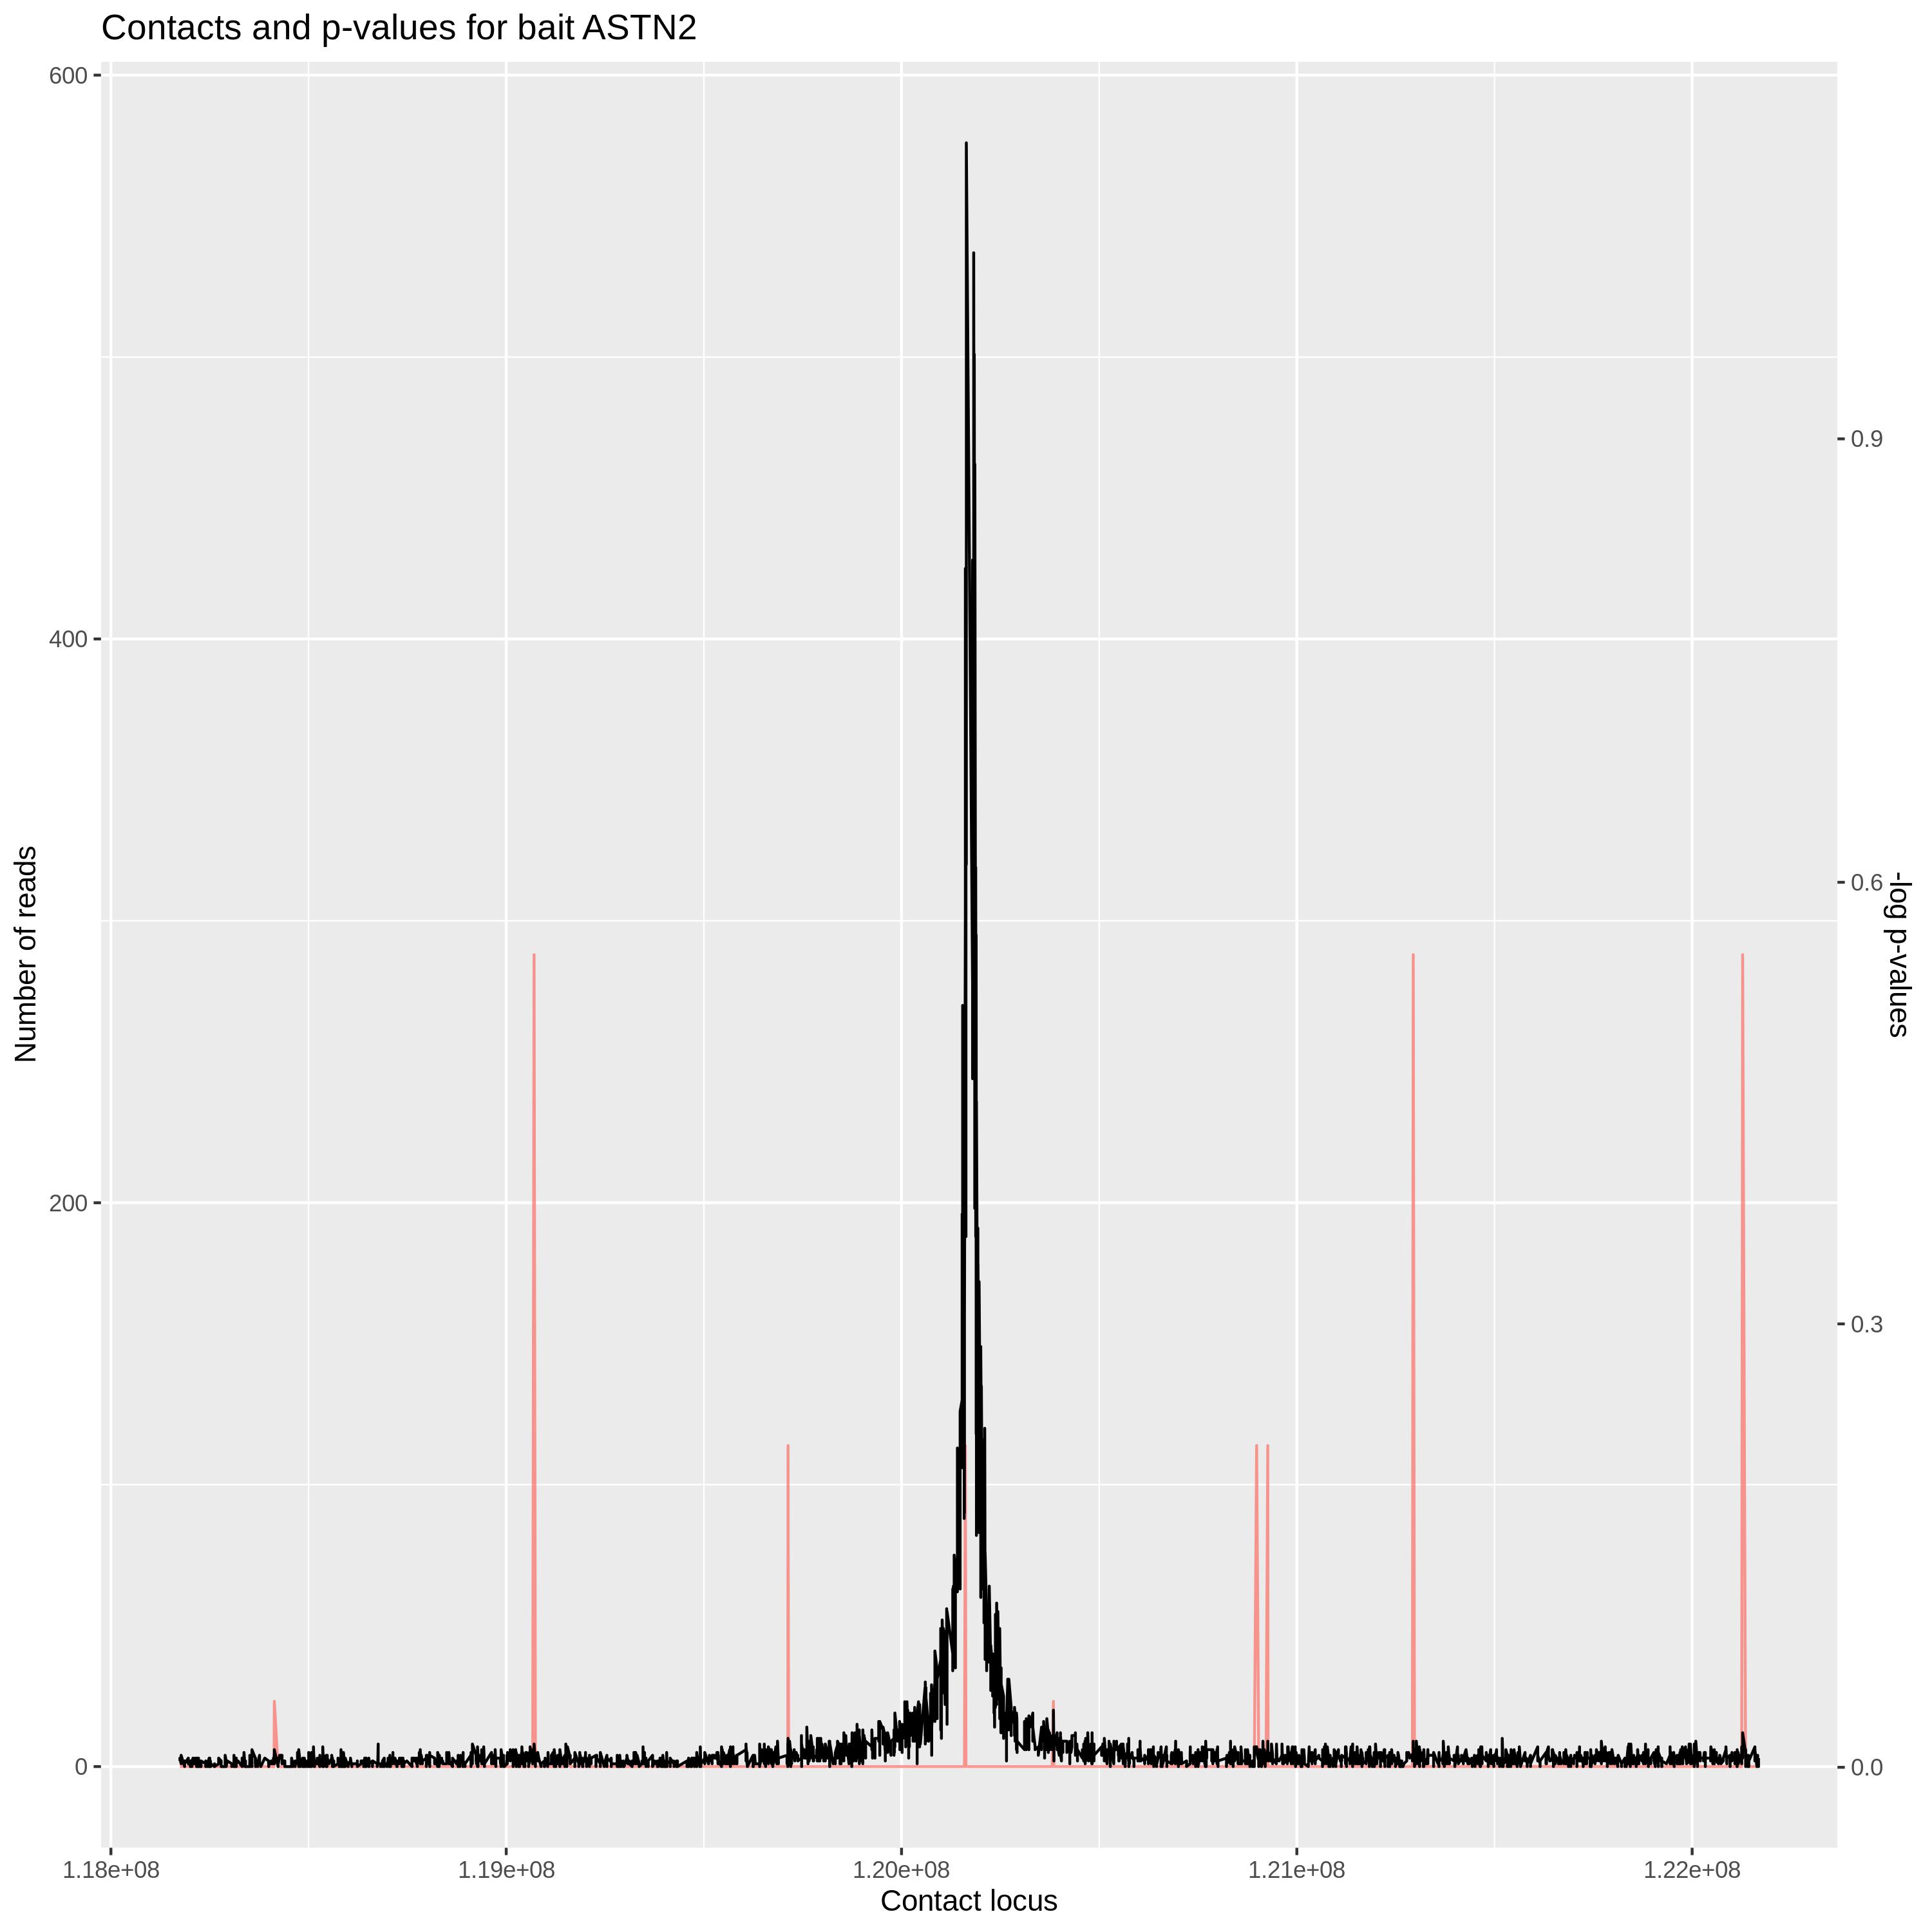 Contacts and p-values for bait ASTN2
600
400
200
0
Number of reads
0.9
0.6
0.3
0.0
-log p-values
1.18e+08
1.19e+08
1.20e+08
1.21e+08
1.22e+08
Contact locus